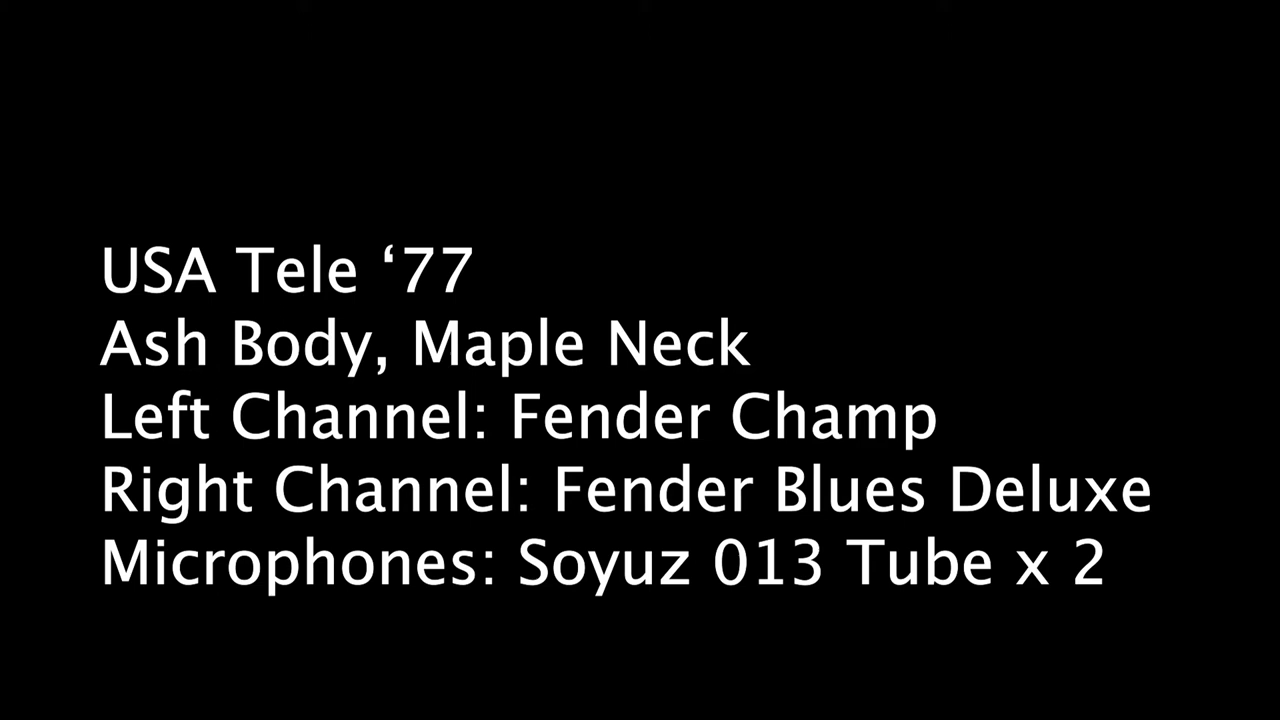 USA Tele ‘77
Ash Body, Maple Neck
Left Channel: Fender Champ
Right Channel: Fender Blues Deluxe
Microphones: Soyuz 013 Tube x 2